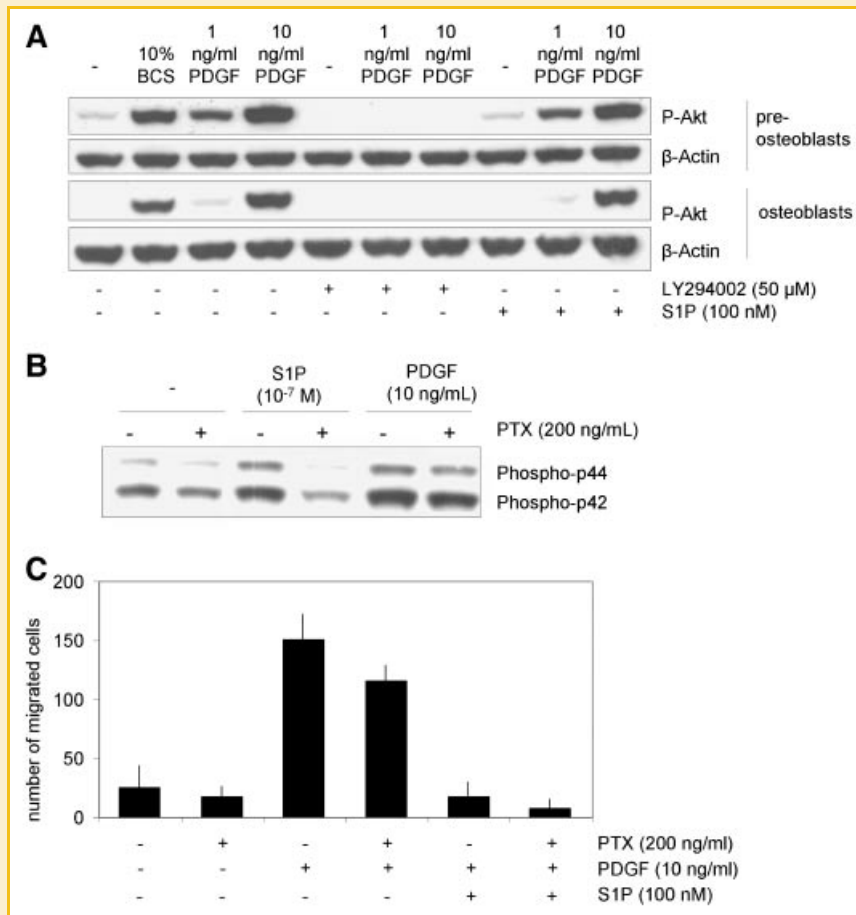 A
1 10 1 10 1 10
10% ng/ml ng/ml ng/ml ng/ml ng/ml ng/ml
- BCS PDGF PDGF - PDGF PDGF - PDGF PDGF
P-Akt
pre-osteoblasts
β-Actin
P-Akt
osteoblasts
β-Actin
- - - - + + + - - - LY294002 (50 µM)
- - - - - - - + + + S1P (100 nM)
B
- S1P (10-7 M) PDGF (10 ng/mL)
- + - + - + PTX (200 ng/mL)
Phospho-p44
Phospho-p42
C
number of migrated cells
200
150
100
50
0
- + - + - + PTX (200 ng/ml)
- - + + + + PDGF (10 ng/ml)
- - - - + + S1P (100 nM)